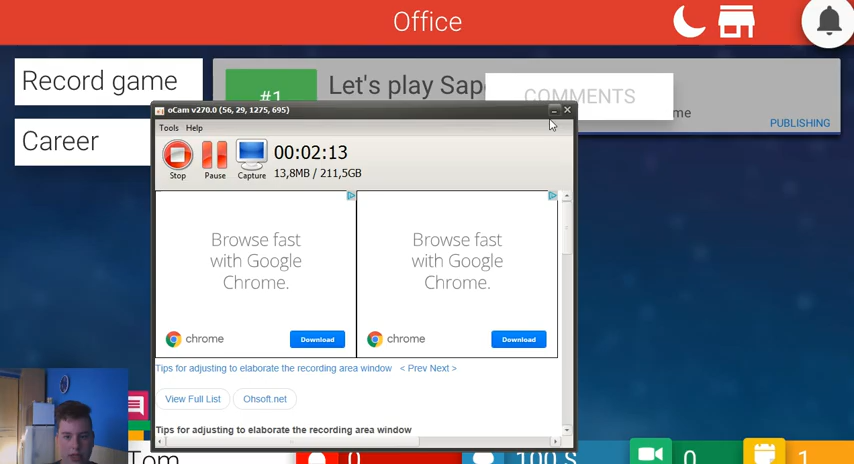 Office
Record game
Career
#1
Let's play Sap
COMMENTS
me
PUBLISHING
oCam v270.0 (56, 29, 1275, 695)
Tools Help
Stop
Pause
Capture
00:02:13
13,8MB / 211,5GB
Browse fast
with Google
Chrome.
chrome
Download
Browse fast
with Google
Chrome.
chrome
Download
Tips for adjusting to elaborate the recording area window < Prev Next >
View Full List
Ohsoft.net
Tips for adjusting to elaborate the recording area window
Tom
0
100 $
0
1